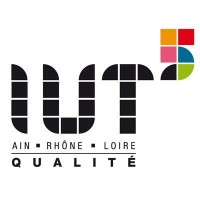 IUT
AIN ▪ RHÔNE ▪ LOIRE
QUALITÉ